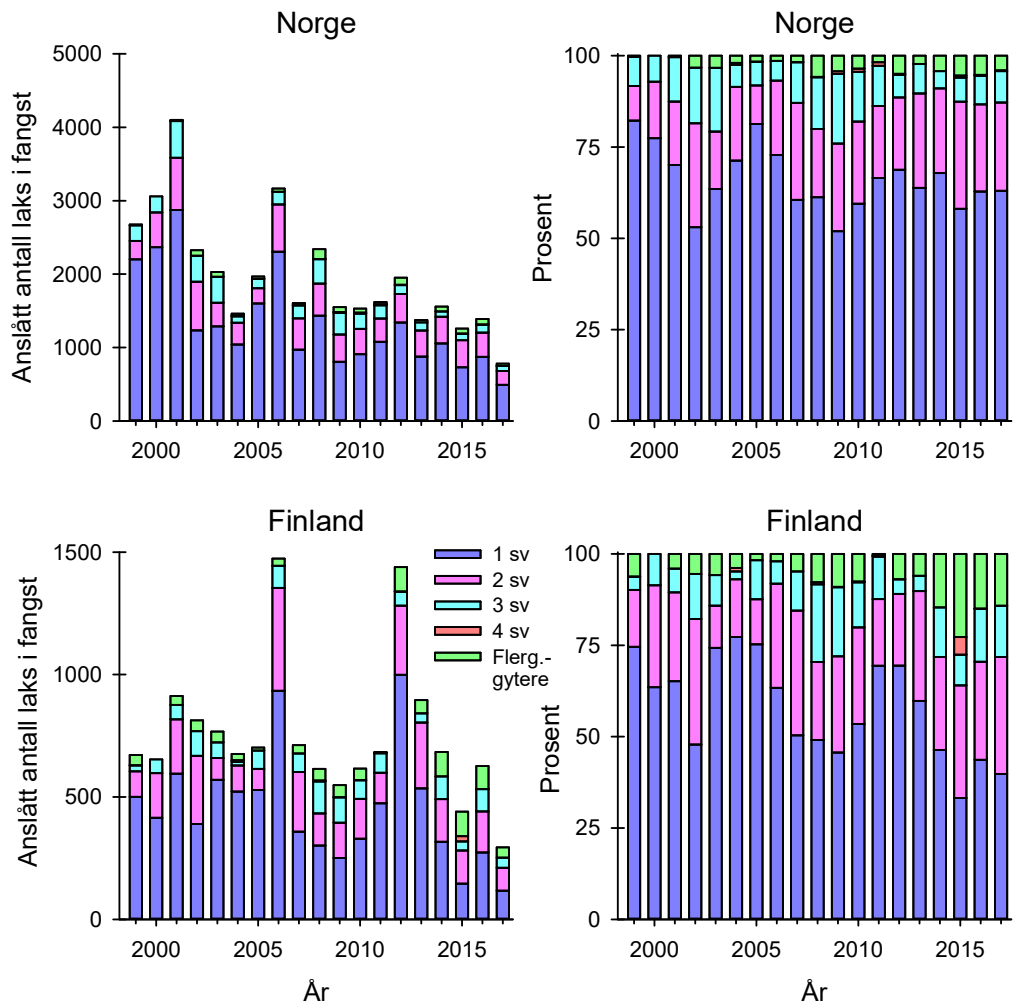 Norge
Anslått antall laks i fangst
5000
4000
3000
2000
1000
0
2000 2005 2010 2015
Norge
Prosent
100
75
50
25
0
2000 2005 2010 2015
Finland
Anslått antall laks i fangst
1500
1000
500
0
2000 2005 2010 2015
År
1 sv
2 sv
3 sv
4 sv
Flerg.-
gytere
Finland
Prosent
100
75
50
25
0
2000 2005 2010 2015
År